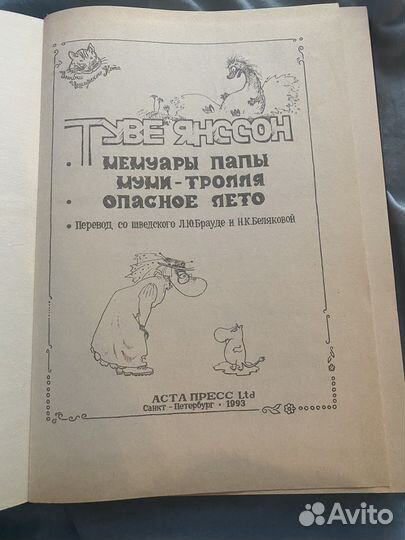 ТУВЕ ЯНССОН
• МЕМУАРЫ ПАПЫ
МУМИ-ТРОЛЛЯ
• ОПАСНОЕ ЛЕТО
• Перевод со шведского Л.Ю.Брауде и Н.К.Беляковой
АСТА ПРЕСС Ltd
Санкт-Петербург • 1993
Avito